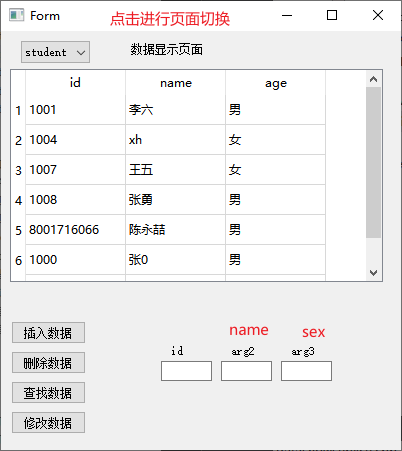 Form
点击进行页面切换
student
数据显示页面
id name age
1 1001 李六 男
2 1004 xh 女
3 1007 王五 女
4 1008 张勇 男
5 8001716066 陈永喆 男
6 1000 张0 男
插入数据
删除数据
查找数据
修改数据
name sex
id arg2 arg3